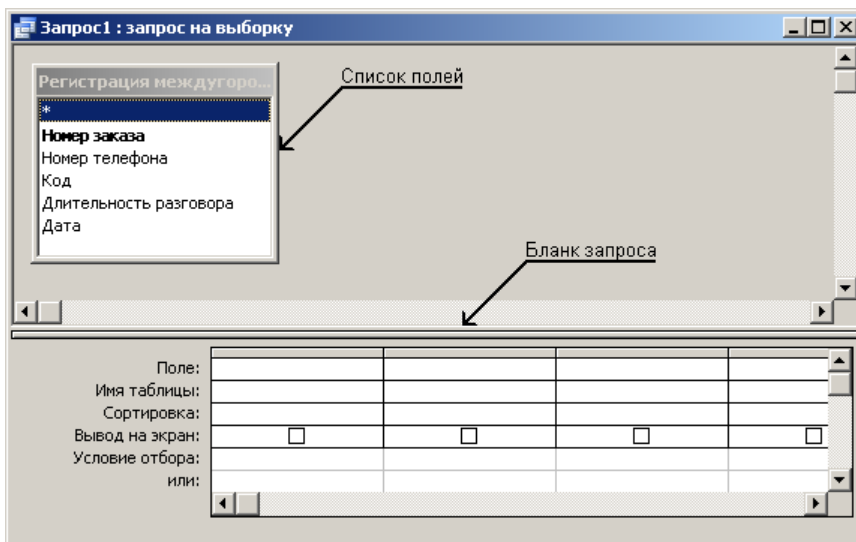 Запрос1 : запрос на выборку
Регистрация междугоро...
Список полей
*
Номер заказа
Номер телефона
Код
Длительность разговора
Дата
Бланк запроса
Поле:
Имя таблицы:
Сортировка:
Вывод на экран:
Условие отбора:
или: